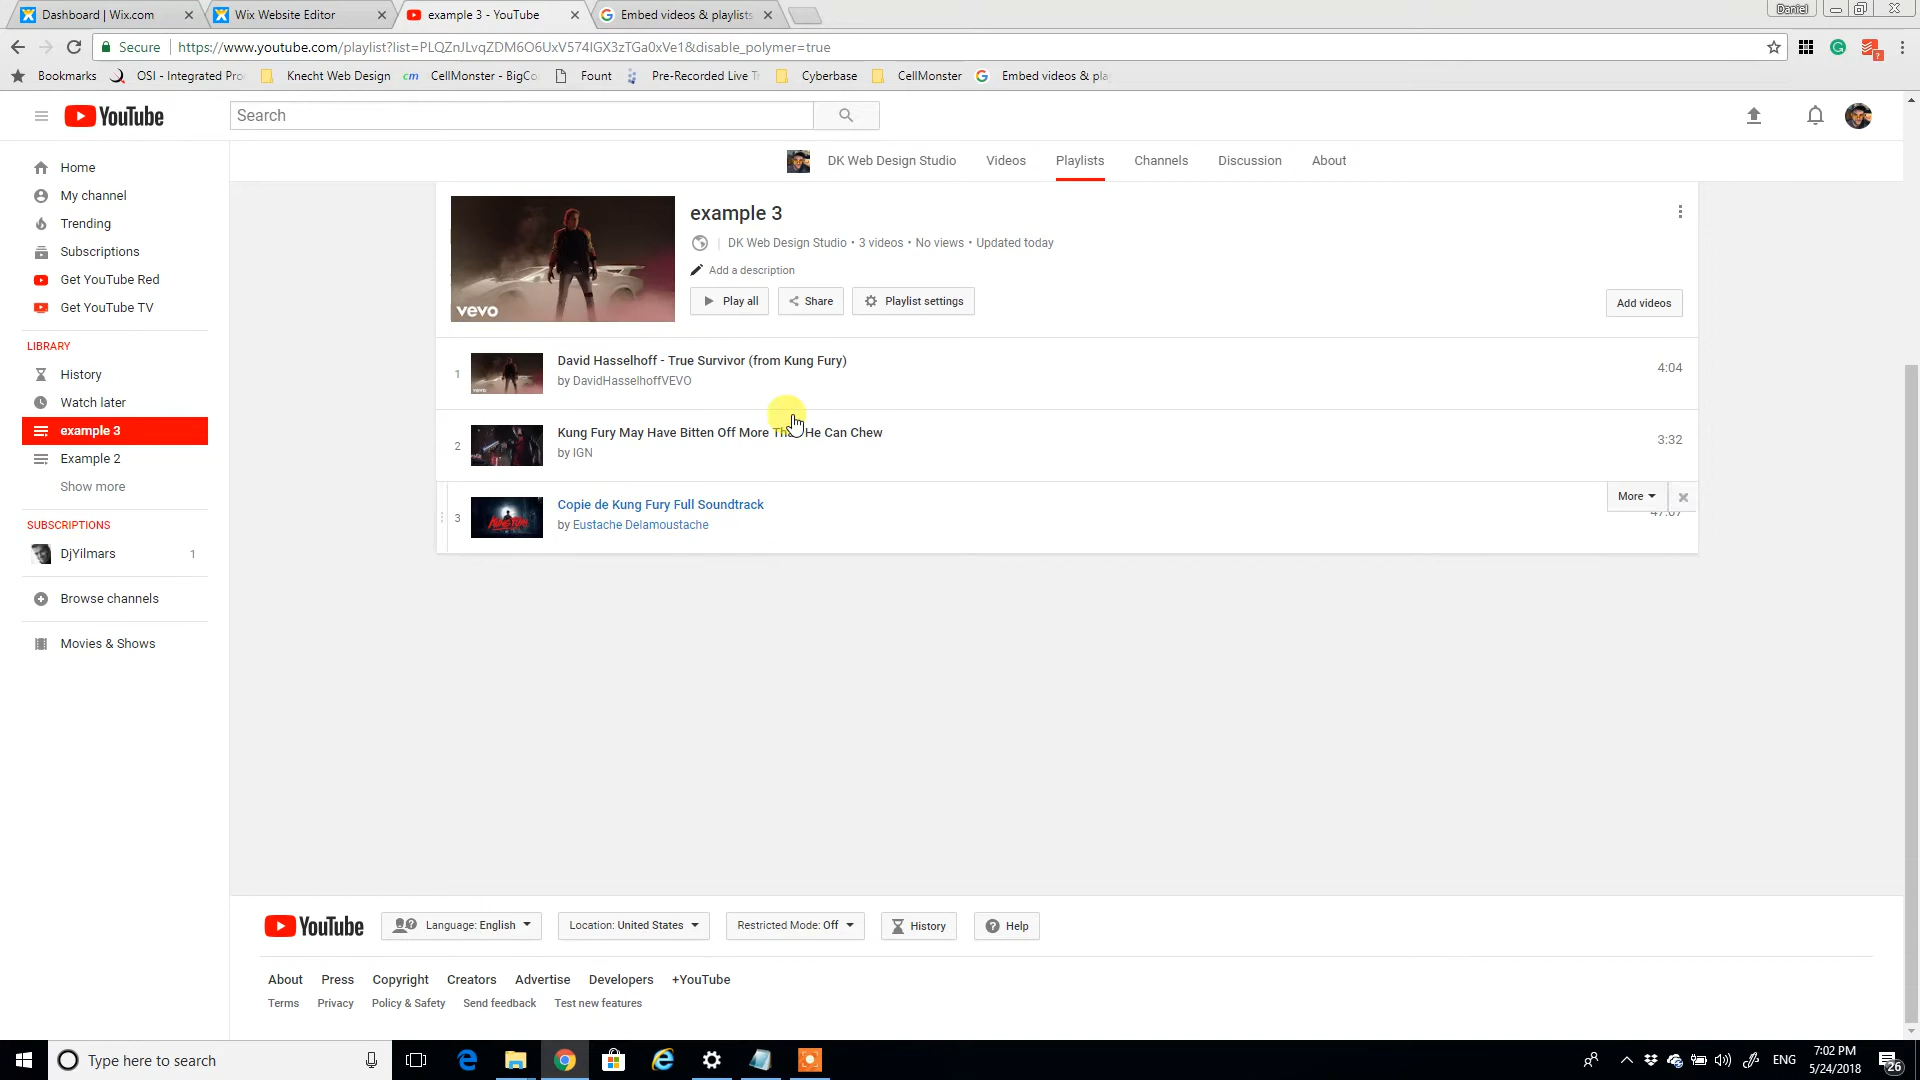 Dashboard | Wix.com
Wix Website Editor
example 3 - YouTube
Embed videos & playlists
Daniel
Secure
https://www.youtube.com/playlist?list=PLQZnJLvqZDM6O6UxV574IGX3zTGa0xVe1&disable_polymer=true
Bookmarks
OSI - Integrated Pro
Knecht Web Design
cm CellMonster - BigCo
Fount
Pre-Recorded Live T
Cyberbase
CellMonster
Embed videos & pla
YouTube
Search
Home
My channel
Trending
Subscriptions
Get YouTube Red
Get YouTube TV
LIBRARY
History
Watch later
example 3
Example 2
Show more
SUBSCRIPTIONS
DjYilmars 1
Browse channels
Movies & Shows
DK Web Design Studio Videos Playlists Channels Discussion About
vevo
example 3
DK Web Design Studio • 3 videos • No views • Updated today
Add a description
Play all Share Playlist settings
Add videos
1 David Hasselhoff - True Survivor (from Kung Fury) 4:04
by DavidHasselhoffVEVO
2 Kung Fury May Have Bitten Off More He Can Chew 3:32
by IGN
3 Copie de Kung Fury Full Soundtrack
by Eustache Delamoustache
More
YouTube
Language: English
Location: United States
Restricted Mode: Off
History
Help
About Press Copyright Creators Advertise Developers +YouTube
Terms Privacy Policy & Safety Send feedback Test new features
Type here to search
ENG
7:02 PM
5/24/2018
26